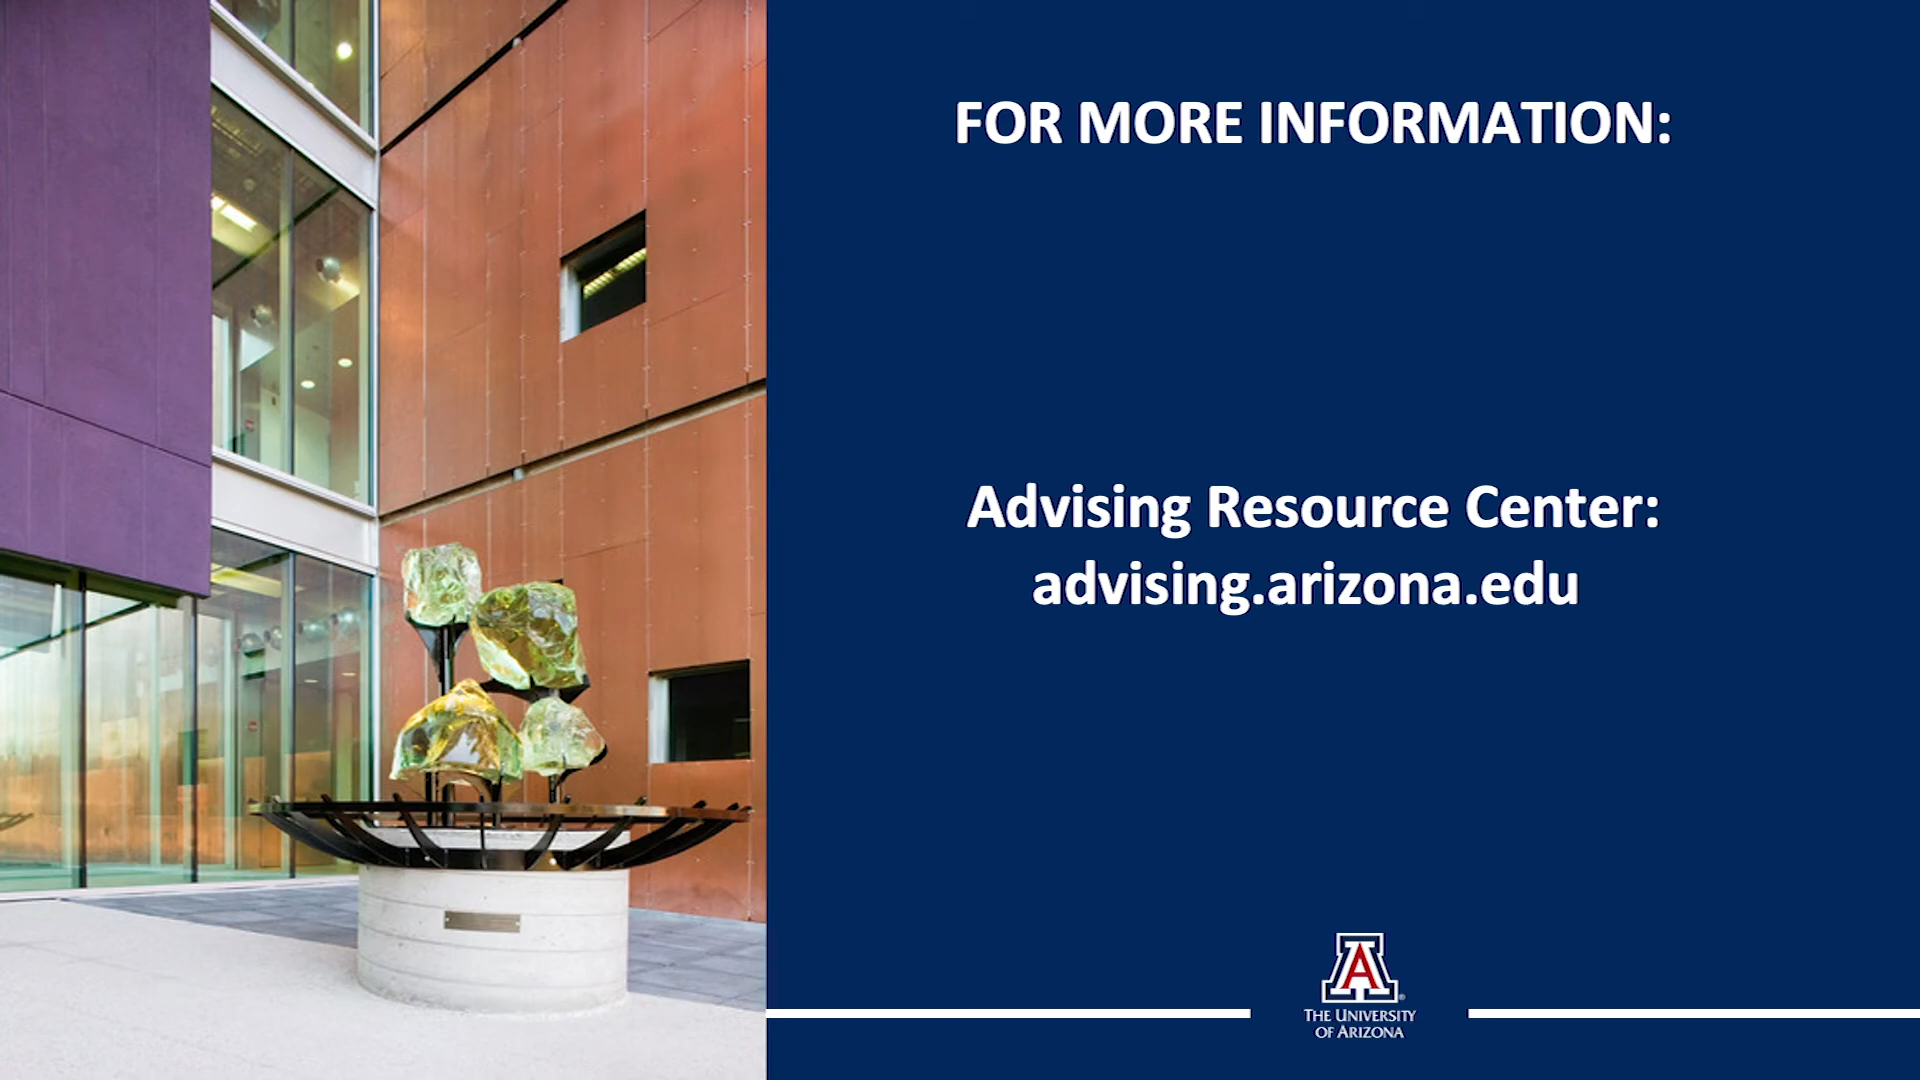 FOR MORE INFORMATION:
Advising Resource Center:
advising.arizona.edu
A
THE UNIVERSITY
OF ARIZONA